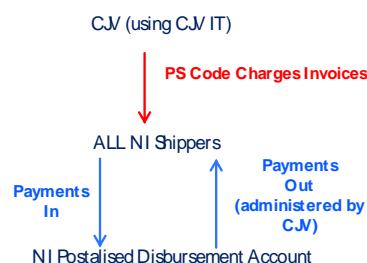 CJV (using CJV IT)
PS Code Charges Invoices
ALL NI Shippers
Payments
In
Payments
Out
(administered by
CJV)
NI Postalised Disbursement Account